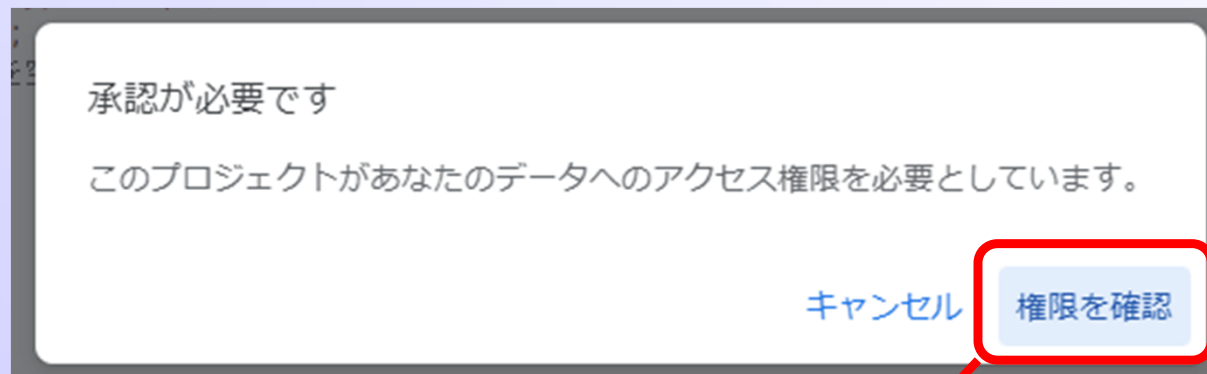 承認が必要です
このプロジェクトがあなたのデータへのアクセス権限を必要としています。
キャンセル 権限を確認